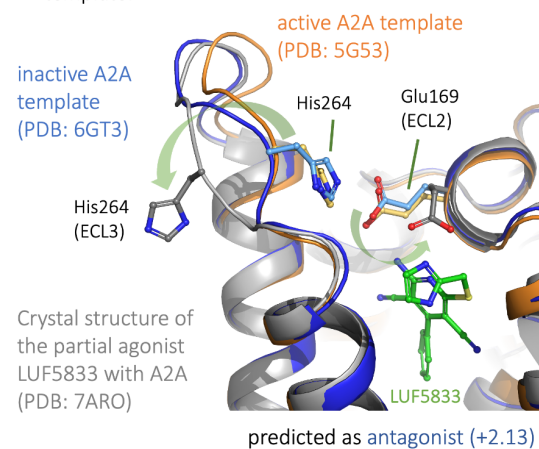 active A2A template
(PDB: 5G53)
inactive A2A
template
(PDB: 6GT3)
His264
Glu169
(ECL2)
His264
(ECL3)
Crystal structure of
the partial agonist
LUF5833 with A2A
(PDB: 7ARO)
LUF5833
predicted as antagonist (+2.13)